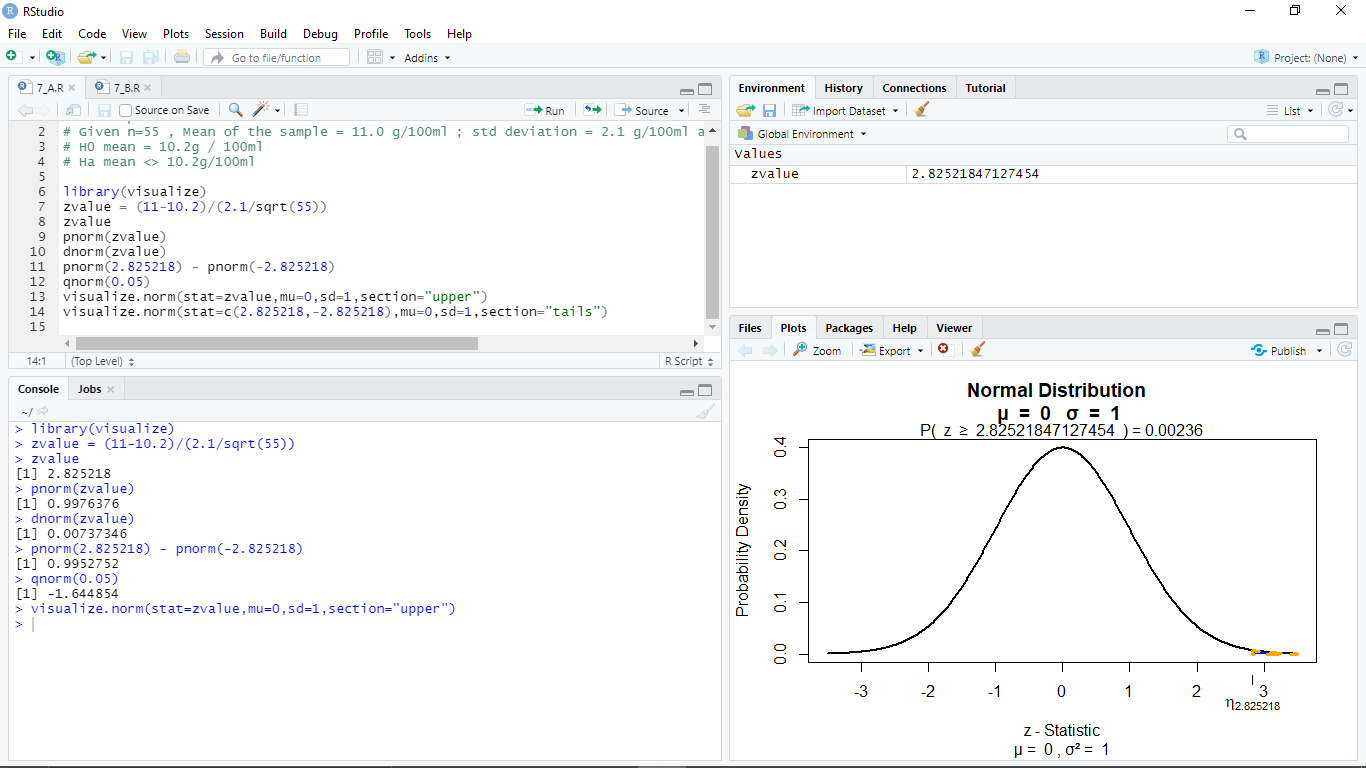 RStudio
File Edit Code View Plots Session Build Debug Profile Tools Help
Go to file/function Addins Project: (None)
7_A.R 7_B.R
Source on Save Run Source
2 # Given n=55 , Mean of the sample = 11.0 g/100ml ; std deviation = 2.1 g/100ml a
3 # H0 mean = 10.2g / 100ml
4 # Ha mean <> 10.2g/100ml
5
6 library(visualize)
7 zvalue = (11-10.2)/(2.1/sqrt(55))
8 zvalue
9 pnorm(zvalue)
10 dnorm(zvalue)
11 pnorm(2.825218) - pnorm(-2.825218)
12 qnorm(0.05)
13 visualize.norm(stat=zvalue,mu=0,sd=1,section="upper")
14 visualize.norm(stat=c(2.825218,-2.825218),mu=0,sd=1,section="tails")
15
14:1 (Top Level) R Script
Console Jobs
~/
> library(visualize)
> zvalue = (11-10.2)/(2.1/sqrt(55))
> zvalue
[1] 2.825218
> pnorm(zvalue)
[1] 0.9976376
> dnorm(zvalue)
[1] 0.00737346
> pnorm(2.825218) - pnorm(-2.825218)
[1] 0.9952752
> qnorm(0.05)
[1] -1.644854
> visualize.norm(stat=zvalue,mu=0,sd=1,section="upper")
>
Environment History Connections Tutorial
Import Dataset List
Global Environment
Values
zvalue 2.82521847127454
Files Plots Packages Help Viewer
Zoom Export Publish
Normal Distribution
μ = 0 σ = 1
P( z ≥ 2.82521847127454 ) = 0.00236
Probability Density
0.4
0.3
0.2
0.1
0.0
-3 -2 -1 0 1 2 3
η2.825218
z - Statistic
μ = 0 , σ² = 1